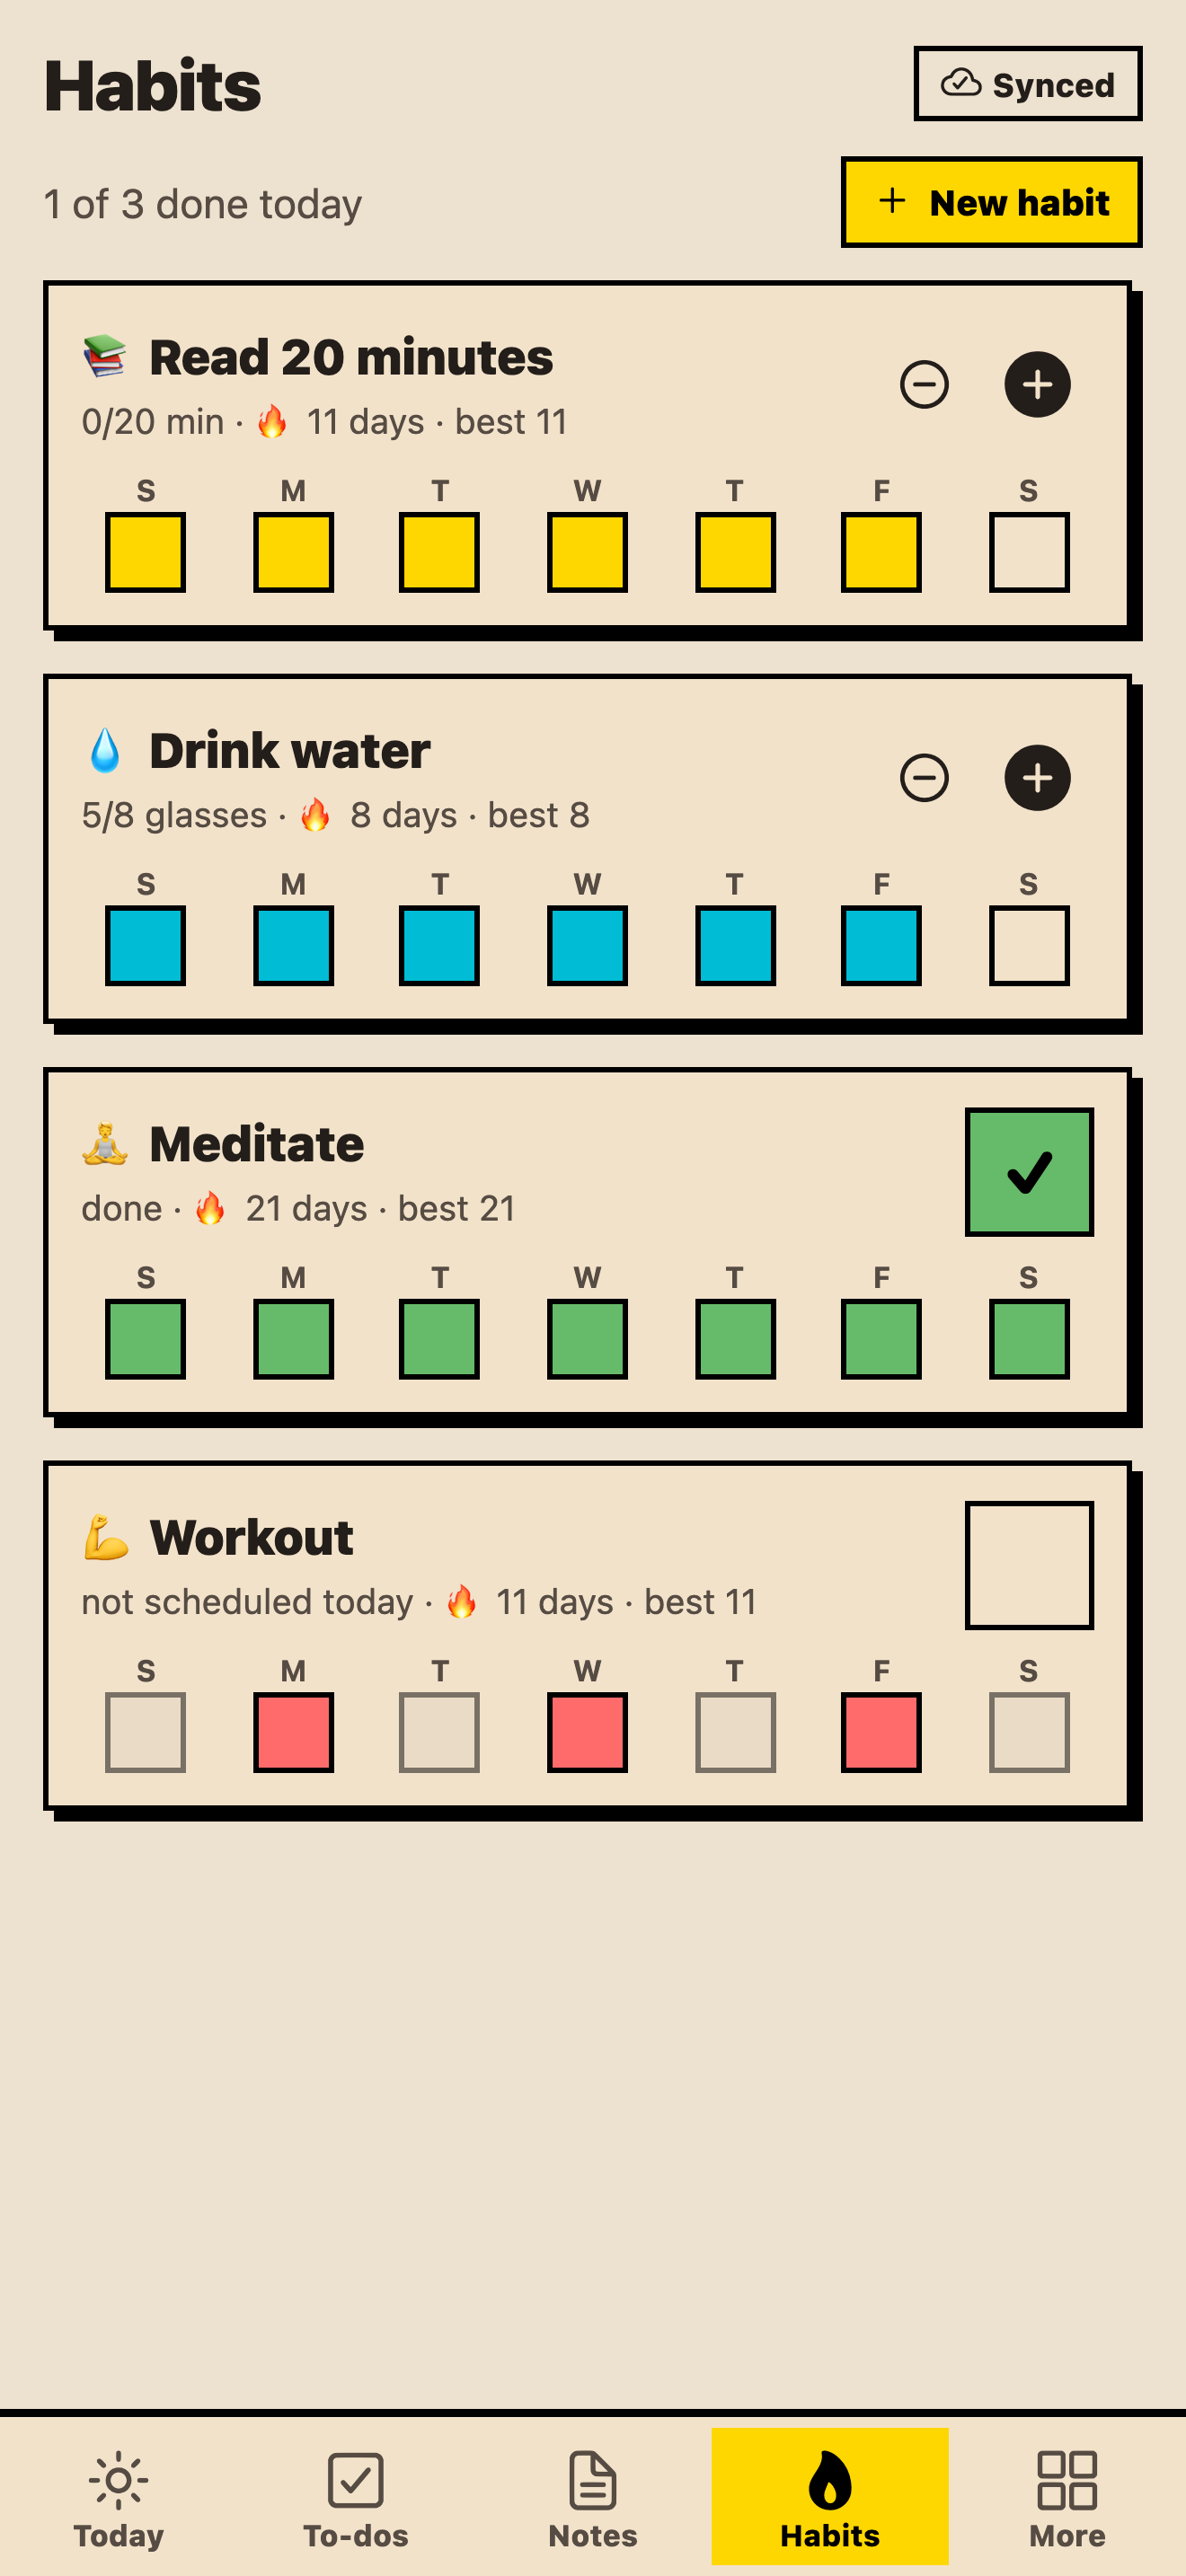 Habits
Synced
1 of 3 done today
+ New habit
📚 Read 20 minutes
0/20 min · 🔥 11 days · best 11
S M T W T F S
💧 Drink water
5/8 glasses · 🔥 8 days · best 8
S M T W T F S
🧘 Meditate
done · 🔥 21 days · best 21
S M T W T F S
💪 Workout
not scheduled today · 🔥 11 days · best 11
S M T W T F S
Today To-dos Notes Habits More